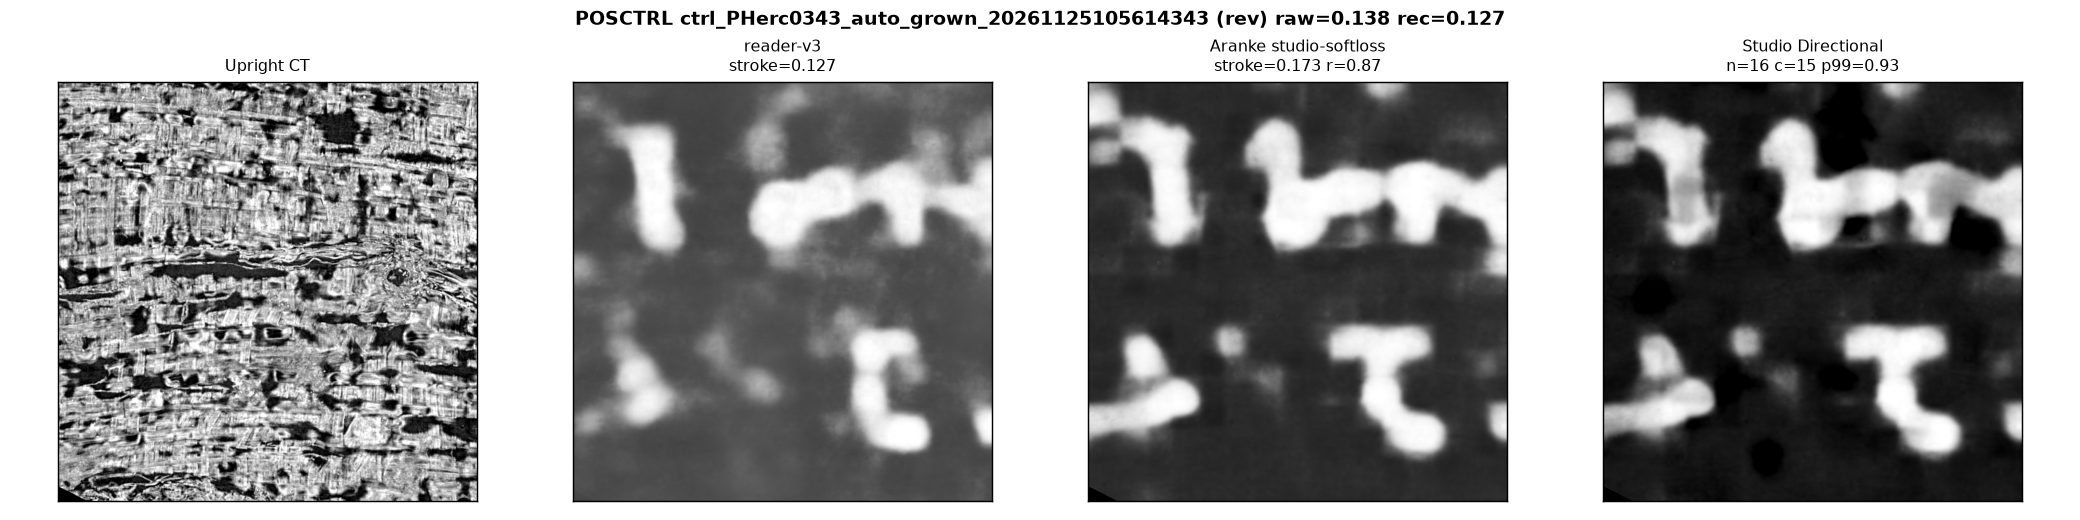 POSCTRL ctrl_PHerc0343_auto_grown_20261125105614343 (rev) raw=0.138 rec=0.127
Upright CT
reader-v3
stroke=0.127
Aranke studio-softloss
stroke=0.173 r=0.87
Studio Directional
n=16 c=15 p99=0.93